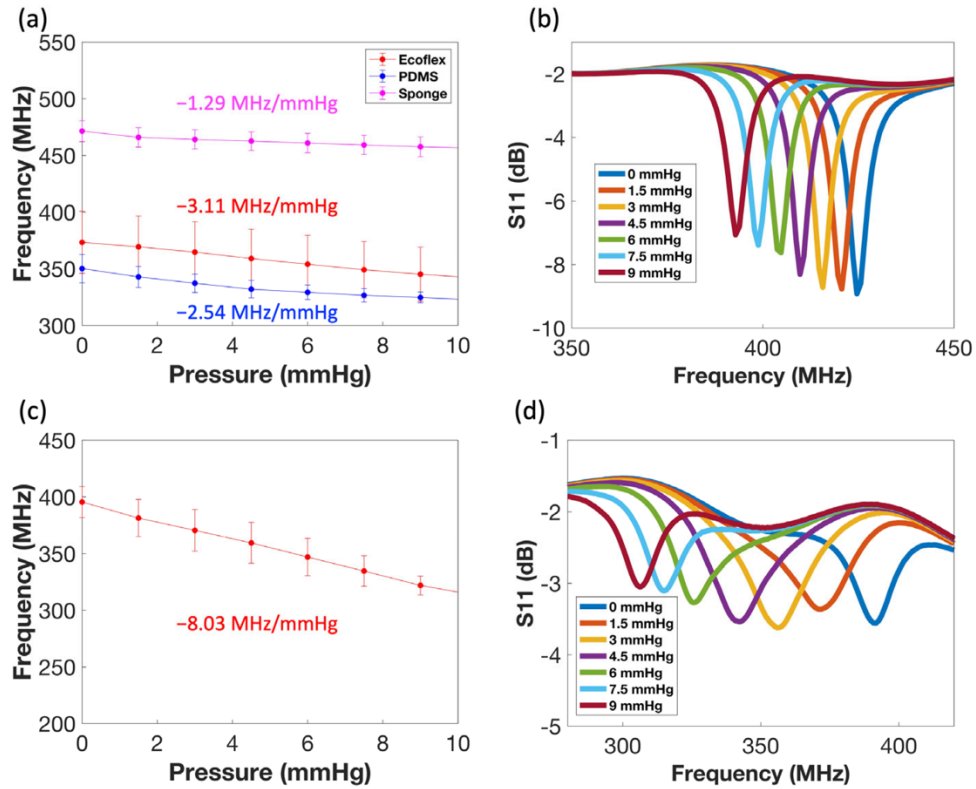 (a)
550
500
450
400
350
300
Frequency (MHz)
0 2 4 6 8 10
Pressure (mmHg)
Ecoflex
PDMS
Sponge
−1.29 MHz/mmHg
−3.11 MHz/mmHg
−2.54 MHz/mmHg
(b)
-2
-4
-6
-8
-10
S11 (dB)
350 400 450
Frequency (MHz)
0 mmHg
1.5 mmHg
3 mmHg
4.5 mmHg
6 mmHg
7.5 mmHg
9 mmHg
(c)
450
400
350
300
250
200
Frequency (MHz)
0 2 4 6 8 10
Pressure (mmHg)
−8.03 MHz/mmHg
(d)
-1
-2
-3
-4
-5
S11 (dB)
300 350 400
Frequency (MHz)
0 mmHg
1.5 mmHg
3 mmHg
4.5 mmHg
6 mmHg
7.5 mmHg
9 mmHg